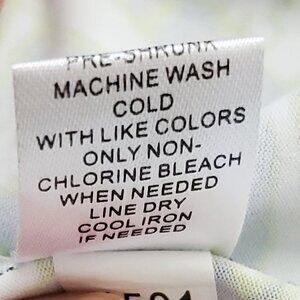 PRE-SHRUNK
MACHINE WASH
COLD
WITH LIKE COLORS
ONLY NON-
CHLORINE BLEACH
WHEN NEEDED
LINE DRY
COOL IRON
IF NEEDED